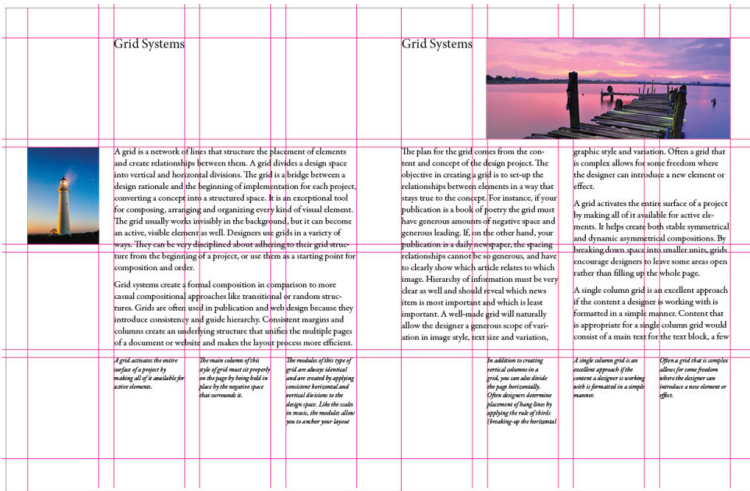 Grid Systems
A grid is a network of lines that structure the placement of elements
and create relationships between them. A grid divides a design space
into vertical and horizontal divisions. The grid is a bridge between a
design rationale and the beginning of implementation for each project,
converting a concept into a structured space. It is an exceptional tool
for composing, arranging and organizing every kind of visual element.
The grid usually works invisibly in the background, but it can become
an active, visible element as well. Designers use grids in a variety of
ways. They can be very disciplined about adhering to their grid struc-
ture from the beginning of a project, or use them as a starting point for
composition and order.
Grid systems create a formal composition in comparison to more
casual compositional approaches like transitional or random struc-
tures. Grids are often used in publication and web design because they
introduce consistency and guide hierarchy. Consistent margins and
columns create an underlying structure that unifies the multiple pages
of a document or website and makes the layout process more efficient.
A grid activates the entire
surface of a project by
making all of it available for
active elements.
The main column of this
style of grid must sit properly
on the page by being held in
place by the negative space
that surrounds it.
The modules of this type of
grid are always identical
and are created by applying
consistent horizontal and
vertical divisions to the
design space. Like the scales
in music, the modules allow
you to anchor your layout
Grid Systems
The plan for the grid comes from the con-
tent and concept of the design project. The
objective in creating a grid is to set-up the
relationships between elements in a way that
stays true to the concept. For instance, if your
publication is a book of poetry the grid must
have generous amounts of negative space and
generous leading. If, on the other hand, your
publication is a daily newspaper, the spacing
relationships cannot be so generous, and have
to clearly show which article relates to which
image. Hierarchy of information must be very
clear as well and should reveal which news
item is most important and which is least
important. A well-made grid will naturally
allow the designer a generous scope of vari-
ation in image style, text size and variation,
graphic style and variation. Often a grid that
is complex allows for some freedom where
the designer can introduce a new element or
effect.
A grid activates the entire surface of a project
by making all of it available for active ele-
ments. It helps create both stable symmetrical
and dynamic asymmetrical compositions. By
breaking down space into smaller units, grids
encourage designers to leave some areas open
rather than filling up the whole page.
A single column grid is an excellent approach
if the content a designer is working with is
formatted in a simple manner. Content that
is appropriate for a single column grid would
consist of a main text for the text block, a few
In addition to creating
vertical columns in a
grid, you can also divide
the page horizontally.
Often designers determine
placement of hang lines by
applying the rule of thirds
(breaking-up the horizontal
A single column grid is an
excellent approach if the
content a designer is working
with is formatted in a simple
manner.
Often a grid that is complex
allows for some freedom
where the designer can
introduce a new element or
effect.